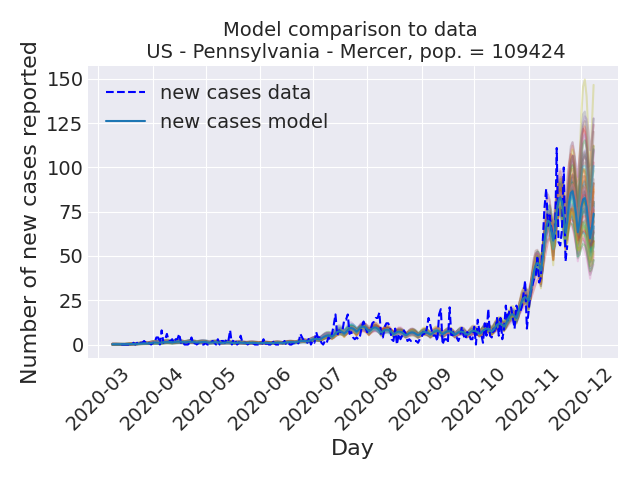 Model comparison to data
US - Pennsylvania - Mercer, pop. = 109424
Number of new cases reported
150
125
100
75
50
25
0
new cases data
new cases model
2020-03
2020-04
2020-05
2020-06
2020-07
2020-08
2020-09
2020-10
2020-11
2020-12
Day